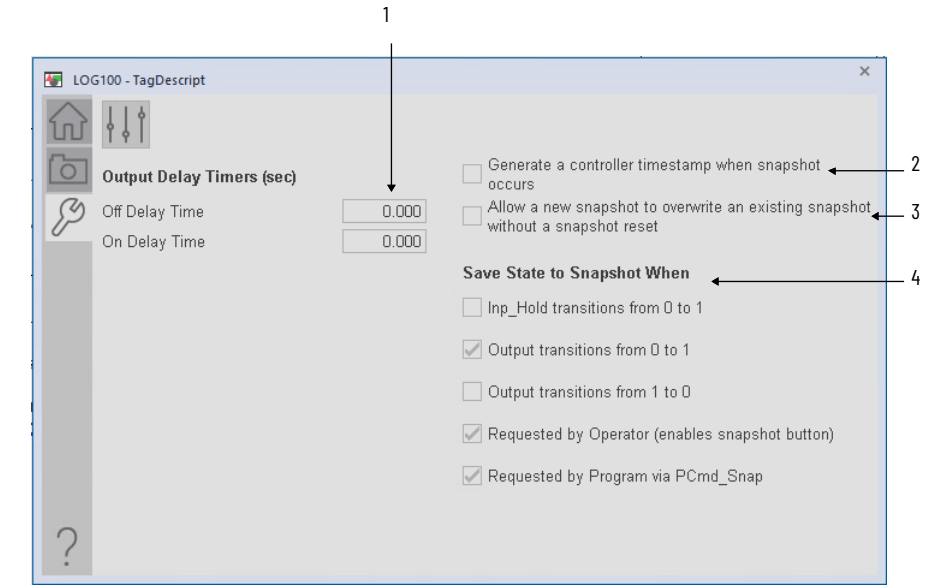 1
LOG100 - TagDescript
Output Delay Timers (sec)
Off Delay Time 0.000
On Delay Time 0.000
Generate a controller timestamp when snapshot
occurs
2
Allow a new snapshot to overwrite an existing snapshot
without a snapshot reset
3
Save State to Snapshot When
4
Inp_Hold transitions from 0 to 1
Output transitions from 0 to 1
Output transitions from 1 to 0
Requested by Operator (enables snapshot button)
Requested by Program via PCmd_Snap
?